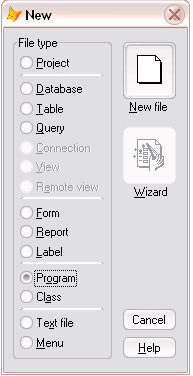 New
File type
Project
Database
Table
Query
Connection
View
Remote view
Form
Report
Label
Program
Class
Text file
Menu
New file
Wizard
Cancel
Help